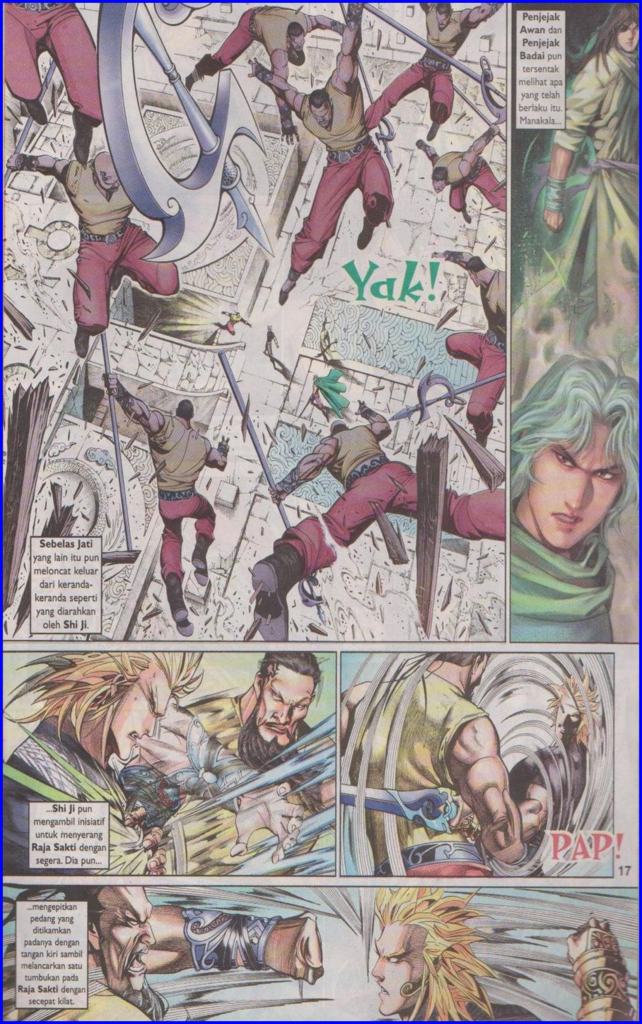 Penjejak
Awan dan
Penjejak
Badai pun
tersentak
melihat apa
yang telah
berlaku itu.
Manakala...
Yak!
Sebelas Jati
yang lain itu pun
meloncat keluar
dari keranda-
keranda seperti
yang diarahkan
oleh Shi Ji.
...Shi Ji pun
mengambil inisiatif
untuk menyerang
Raja Sakti dengan
segera. Dia pun...
PAP!
17
...mengepitkan
pedang yang
ditikamkan
padanya dengan
tangan kiri sambil
melancarkan satu
tumbukan pada
Raja Sakti dengan
secepat kilat.